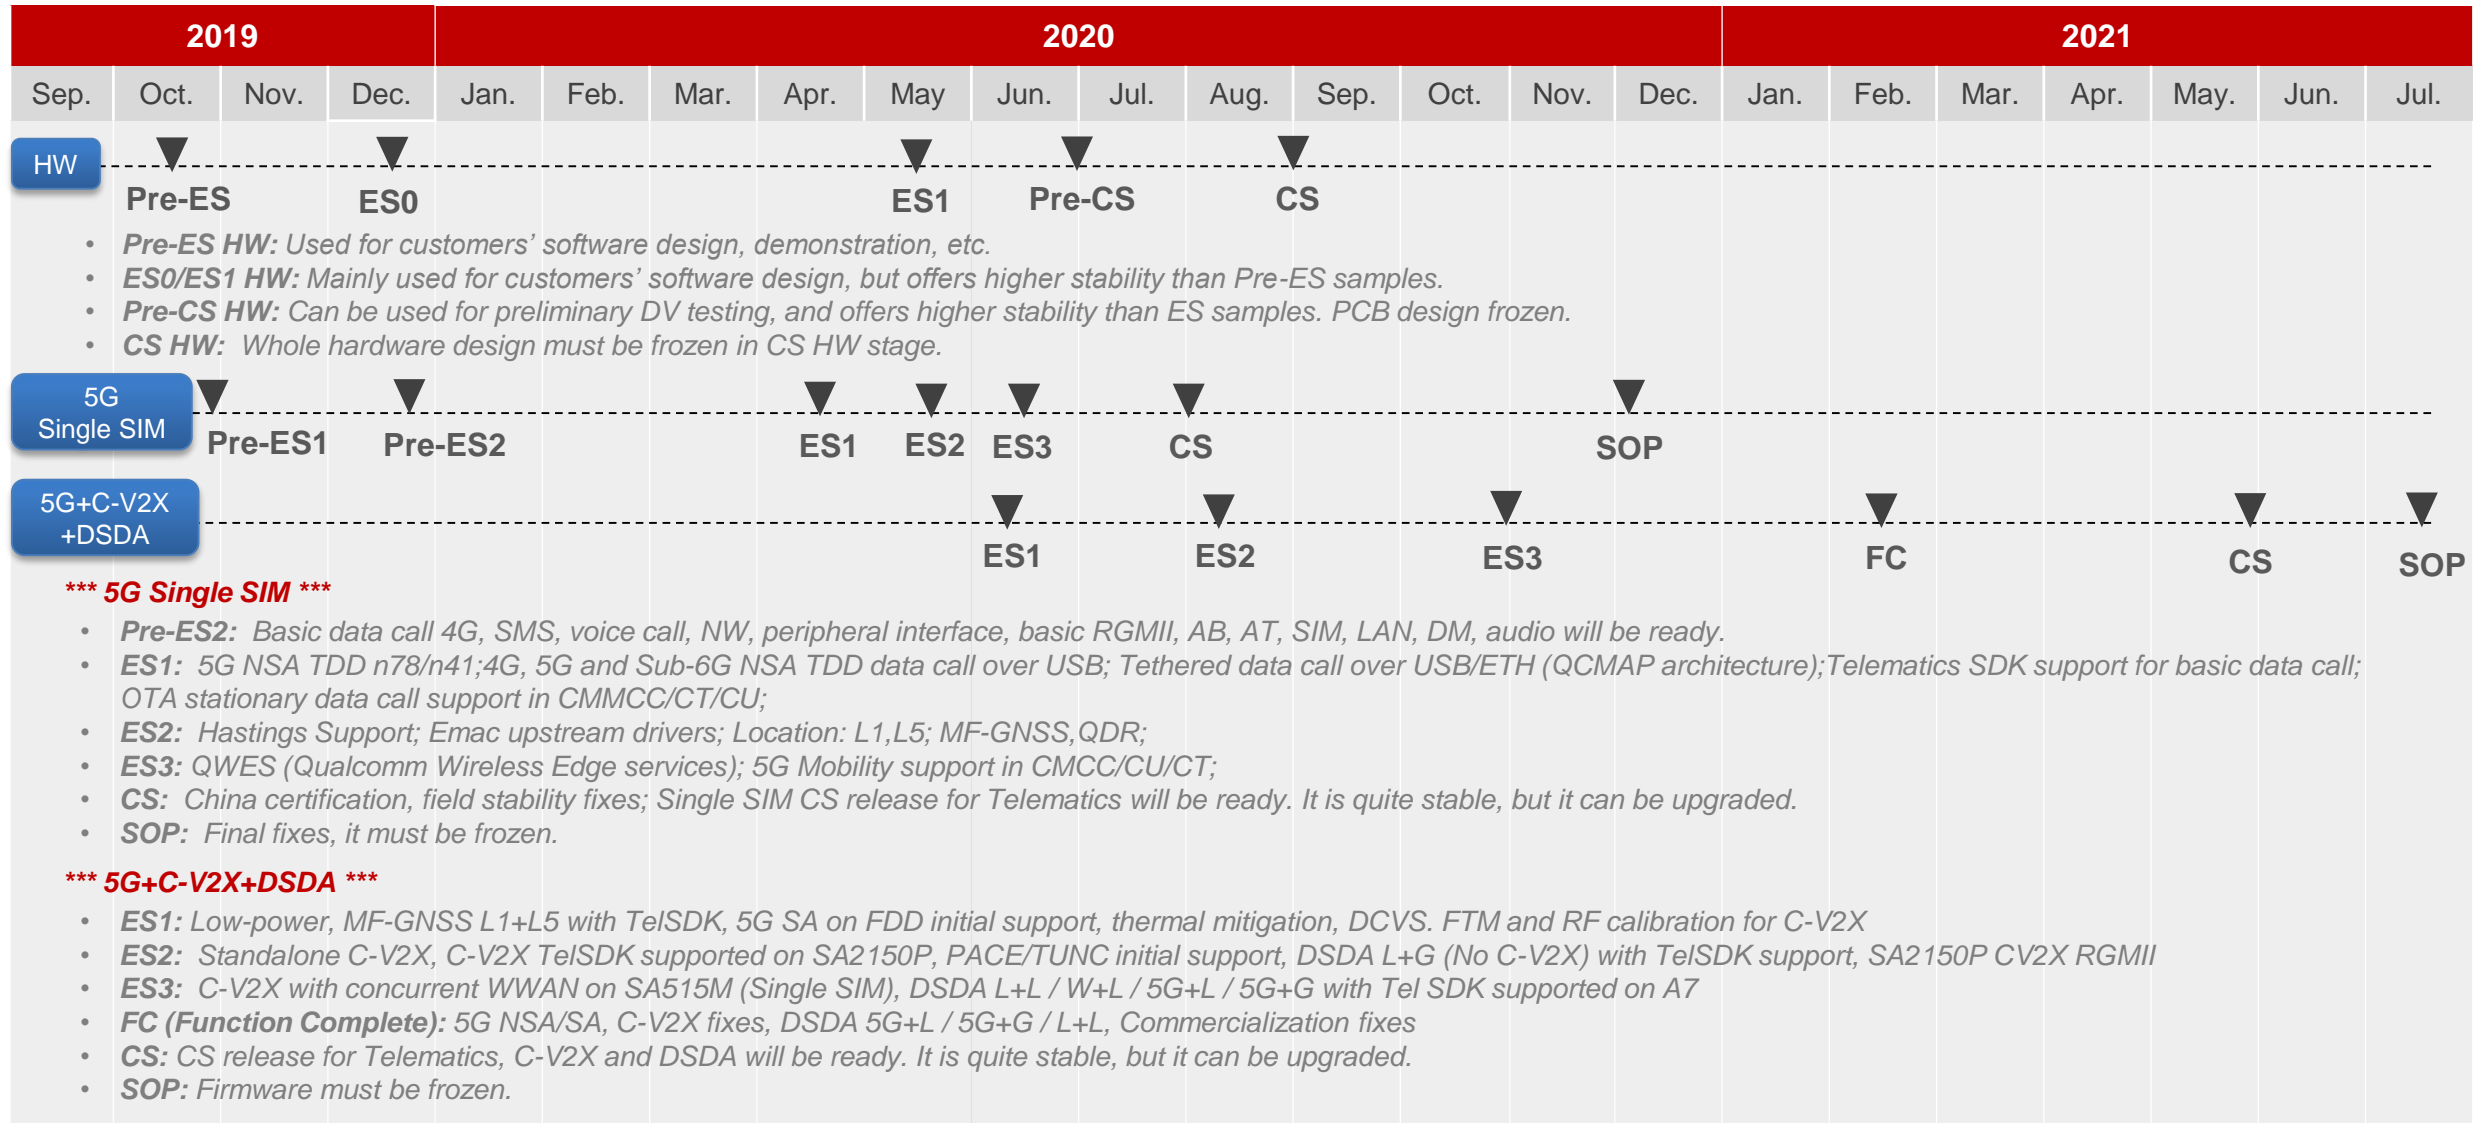 2019 2020 2021
Sep. Oct. Nov. Dec. Jan. Feb. Mar. Apr. May Jun. Jul. Aug. Sep. Oct. Nov. Dec. Jan. Feb. Mar. Apr. May. Jun. Jul.
HW
Pre-ES ES0 ES1 Pre-CS CS
• Pre-ES HW: Used for customers’ software design, demonstration, etc.
• ES0/ES1 HW: Mainly used for customers’ software design, but offers higher stability than Pre-ES samples.
• Pre-CS HW: Can be used for preliminary DV testing, and offers higher stability than ES samples. PCB design frozen.
• CS HW: Whole hardware design must be frozen in CS HW stage.
5G
Single SIM
Pre-ES1 Pre-ES2 ES1 ES2 ES3 CS SOP
5G+C-V2X
+DSDA
ES1 ES2 ES3 FC CS SOP
*** 5G Single SIM ***
• Pre-ES2: Basic data call 4G, SMS, voice call, NW, peripheral interface, basic RGMII, AB, AT, SIM, LAN, DM, audio will be ready.
• ES1: 5G NSA TDD n78/n41;4G, 5G and Sub-6G NSA TDD data call over USB; Tethered data call over USB/ETH (QCMAP architecture);Telematics SDK support for basic data call;
OTA stationary data call support in CMMCC/CT/CU;
• ES2: Hastings Support; Emac upstream drivers; Location: L1,L5; MF-GNSS,QDR;
• ES3: QWES (Qualcomm Wireless Edge services); 5G Mobility support in CMCC/CU/CT;
• CS: China certification, field stability fixes; Single SIM CS release for Telematics will be ready. It is quite stable, but it can be upgraded.
• SOP: Final fixes, it must be frozen.
*** 5G+C-V2X+DSDA ***
• ES1: Low-power, MF-GNSS L1+L5 with TelSDK, 5G SA on FDD initial support, thermal mitigation, DCVS. FTM and RF calibration for C-V2X
• ES2: Standalone C-V2X, C-V2X TelSDK supported on SA2150P, PACE/TUNC initial support, DSDA L+G (No C-V2X) with TelSDK support, SA2150P CV2X RGMII
• ES3: C-V2X with concurrent WWAN on SA515M (Single SIM), DSDA L+L / W+L / 5G+L / 5G+G with Tel SDK supported on A7
• FC (Function Complete): 5G NSA/SA, C-V2X fixes, DSDA 5G+L / 5G+G / L+L, Commercialization fixes
• CS: CS release for Telematics, C-V2X and DSDA will be ready. It is quite stable, but it can be upgraded.
• SOP: Firmware must be frozen.